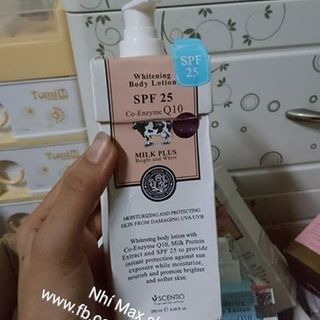 SPF
25
Whitening
Body Lotion
SPF 25
Co-Enzyme Q10
MILK PLUS
Bright and White
MOISTURIZING AND PROTECTING
SKIN FROM DAMAGING UVA/UVB
Whitening body lotion with
Co-Enzyme Q10, Milk Protein
Extract and SPF 25 to provide
instant protection against sun
exposure while moisturize,
nourish and promote brighter
and softer skin.
SCENTIO
Tumi
Nhf Max
www.fb.co